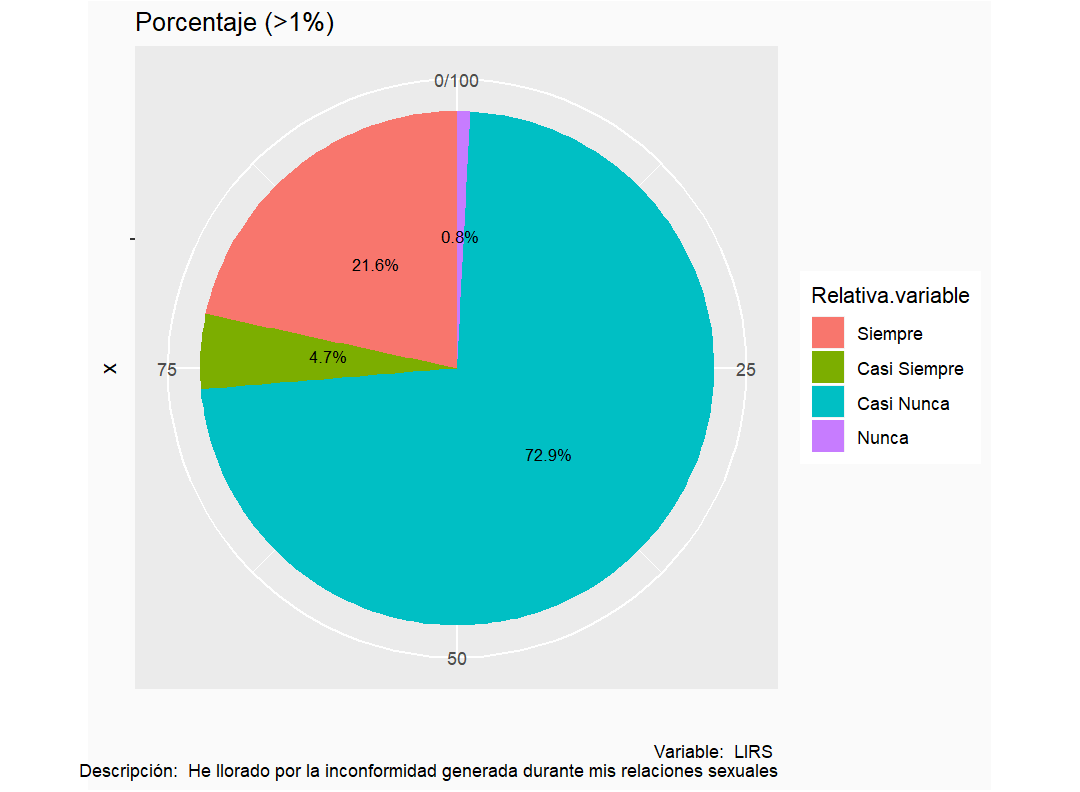 Porcentaje (>1%)
0/100
0.8%
21.6%
4.7%
x
75
25
72.9%
50
Relativa.variable
Siempre
Casi Siempre
Casi Nunca
Nunca
Variable:  LIRS
Descripción:  He llorado por la inconformidad generada durante mis relaciones sexuales